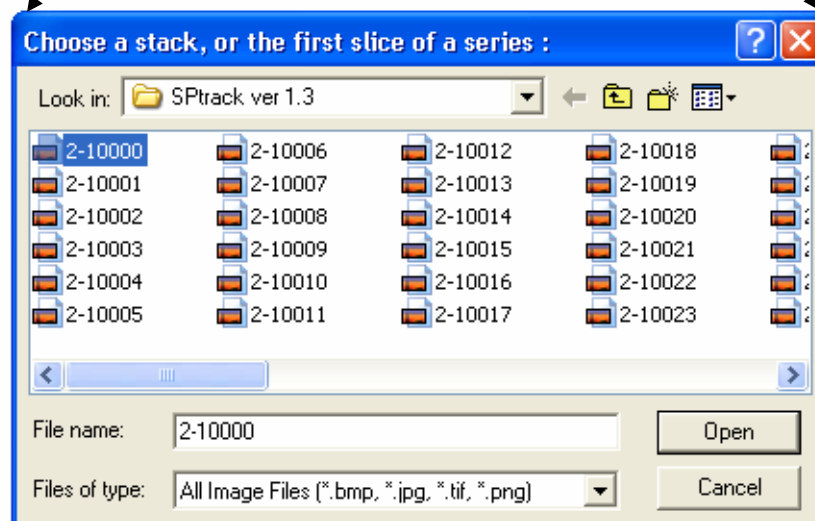 Choose a stack, or the first slice of a series :
Look in: SPtrack ver 1.3
2-10000 2-10006 2-10012 2-10018
2-10001 2-10007 2-10013 2-10019
2-10002 2-10008 2-10014 2-10020
2-10003 2-10009 2-10015 2-10021
2-10004 2-10010 2-10016 2-10022
2-10005 2-10011 2-10017 2-10023
File name: 2-10000 Open
Files of type: All Image Files (*.bmp, *.jpg, *.tif, *.png) Cancel